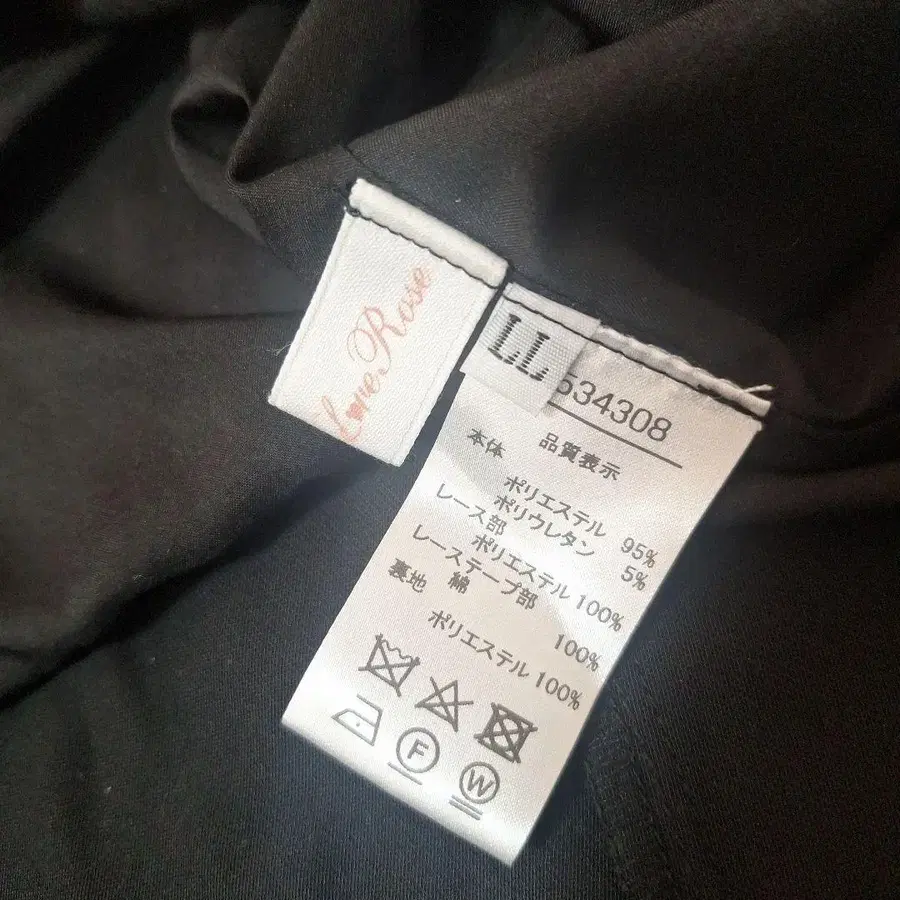 Love Rose
LL
534308
品質表示
本体
ポリエステル 95%
ポリウレタン 5%
レース部
ポリエステル 100%
レーステープ部
綿 100%
裏地
ポリエステル 100%
F
W